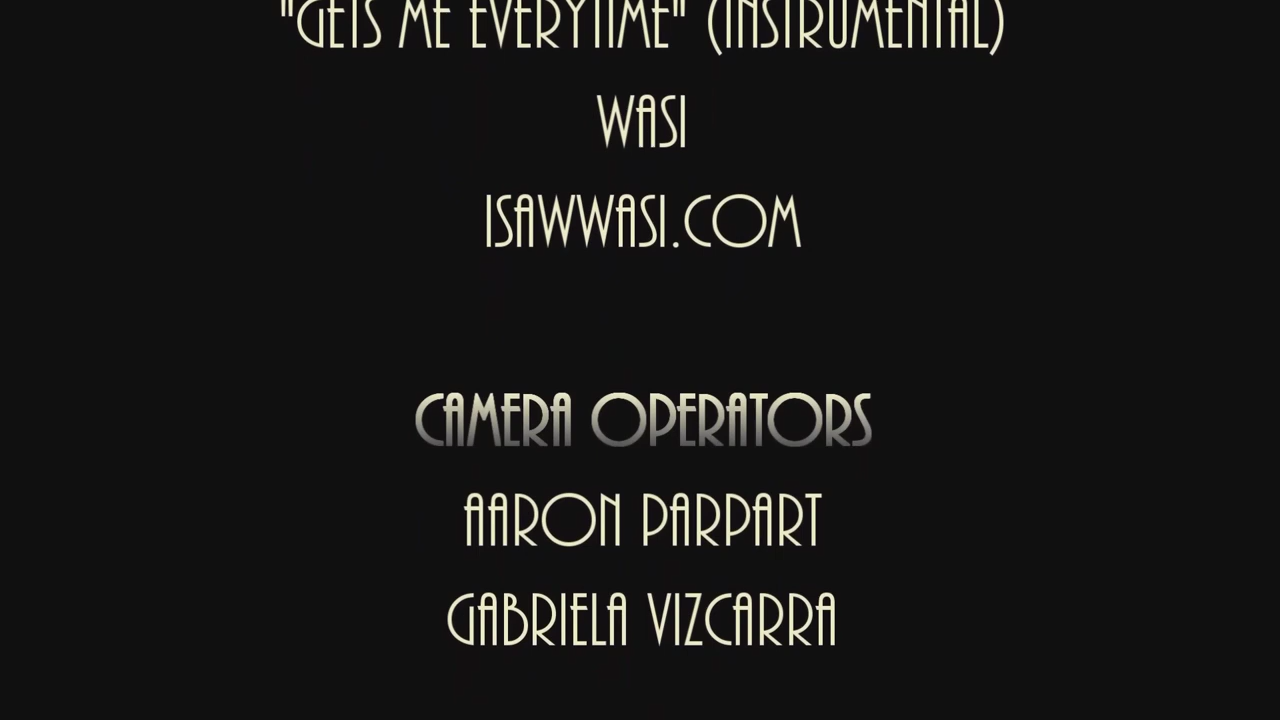 "GETS ME EVERYTIME" (INSTRUMENTAL)
WASI
ISAWWASI.COM
CAMERA OPERATORS
AARON PARPART
GABRIELA VIZCARRA